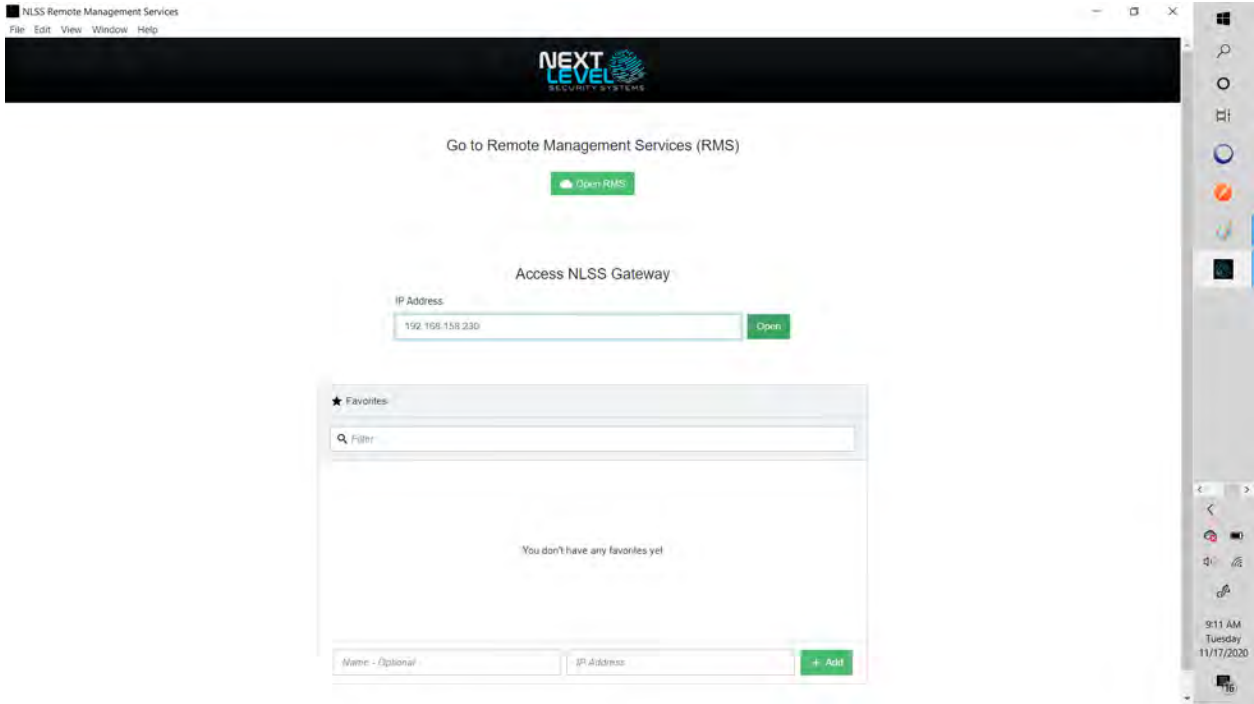 NLSS Remote Management Services
File Edit View Window Help
NEXT
LEVEL
SECURITY SYSTEMS
Go to Remote Management Services (RMS)
Open RMS
Access NLSS Gateway
IP Address
192.168.158.230
Open
Favorites
Filter
You don't have any favorites yet
Name - Optional
IP Address
+ Add
9:11 AM
Tuesday
11/17/2020
16